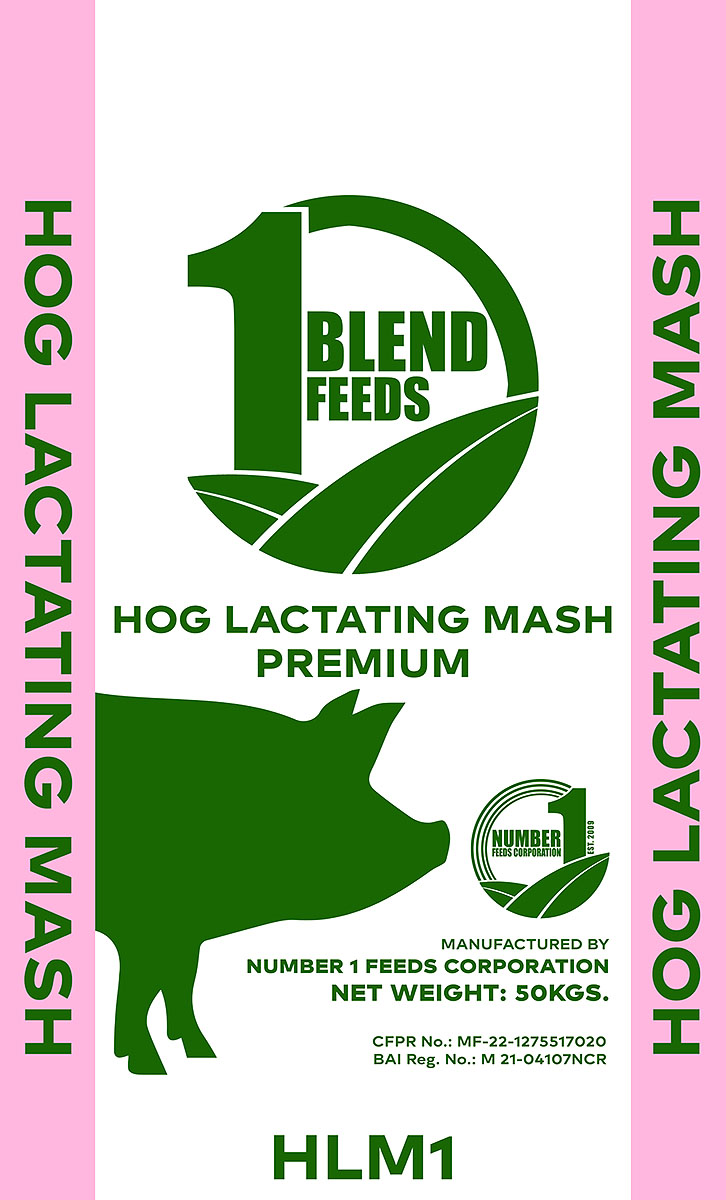 HOG LACTATING MASH
1
BLEND
FEEDS
HOG LACTATING MASH
PREMIUM
NUMBER 1
FEEDS CORPORATION
EST. 2009
MANUFACTURED BY
NUMBER 1 FEEDS CORPORATION
NET WEIGHT: 50KGS.
CFPR No.: MF-22-1275517020
BAI Reg. No.: M 21-04107NCR
HLM1
HOG LACTATING MASH